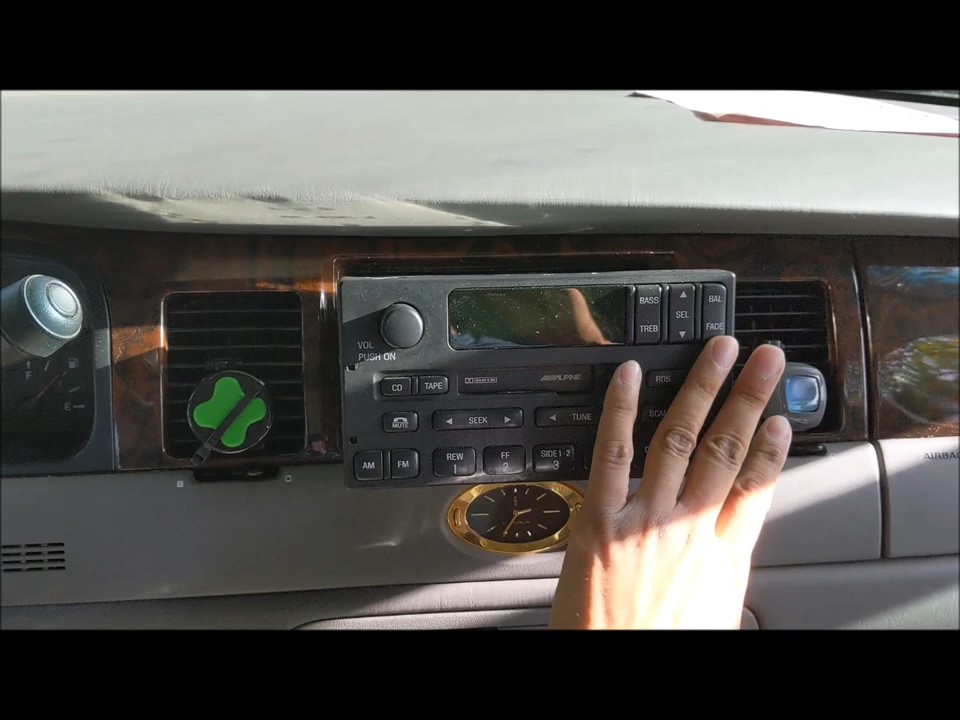 BASS
SEL
BAL
TREB
FADE
VOL
PUSH ON
CD
TAPE
ALPINE
RDS
MUTE
SEEK
TUNE
AM
FM
REW
1
FF
2
SIDE 1-2
3
F
E